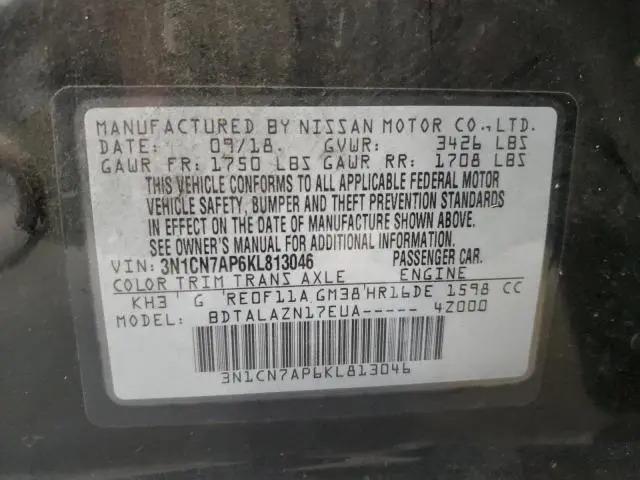 MANUFACTURED BY NISSAN MOTOR CO., LTD.
DATE: 09/18. GVWR: 3426 LBS
GAWR FR: 1750 LBS GAWR RR: 1708 LBS
THIS VEHICLE CONFORMS TO ALL APPLICABLE FEDERAL MOTOR
VEHICLE SAFETY, BUMPER AND THEFT PREVENTION STANDARDS
IN EFFECT ON THE DATE OF MANUFACTURE SHOWN ABOVE.
SEE OWNER'S MANUAL FOR ADDITIONAL INFORMATION.
VIN: 3N1CN7AP6KL813046 PASSENGER CAR.
COLOR TRIM TRANS AXLE ENGINE
KH3 G RE0F11A GM38 HR16DE 1598 CC
MODEL: BDTALAZN17EUA----- 4Z000
3N1CN7AP6KL813046